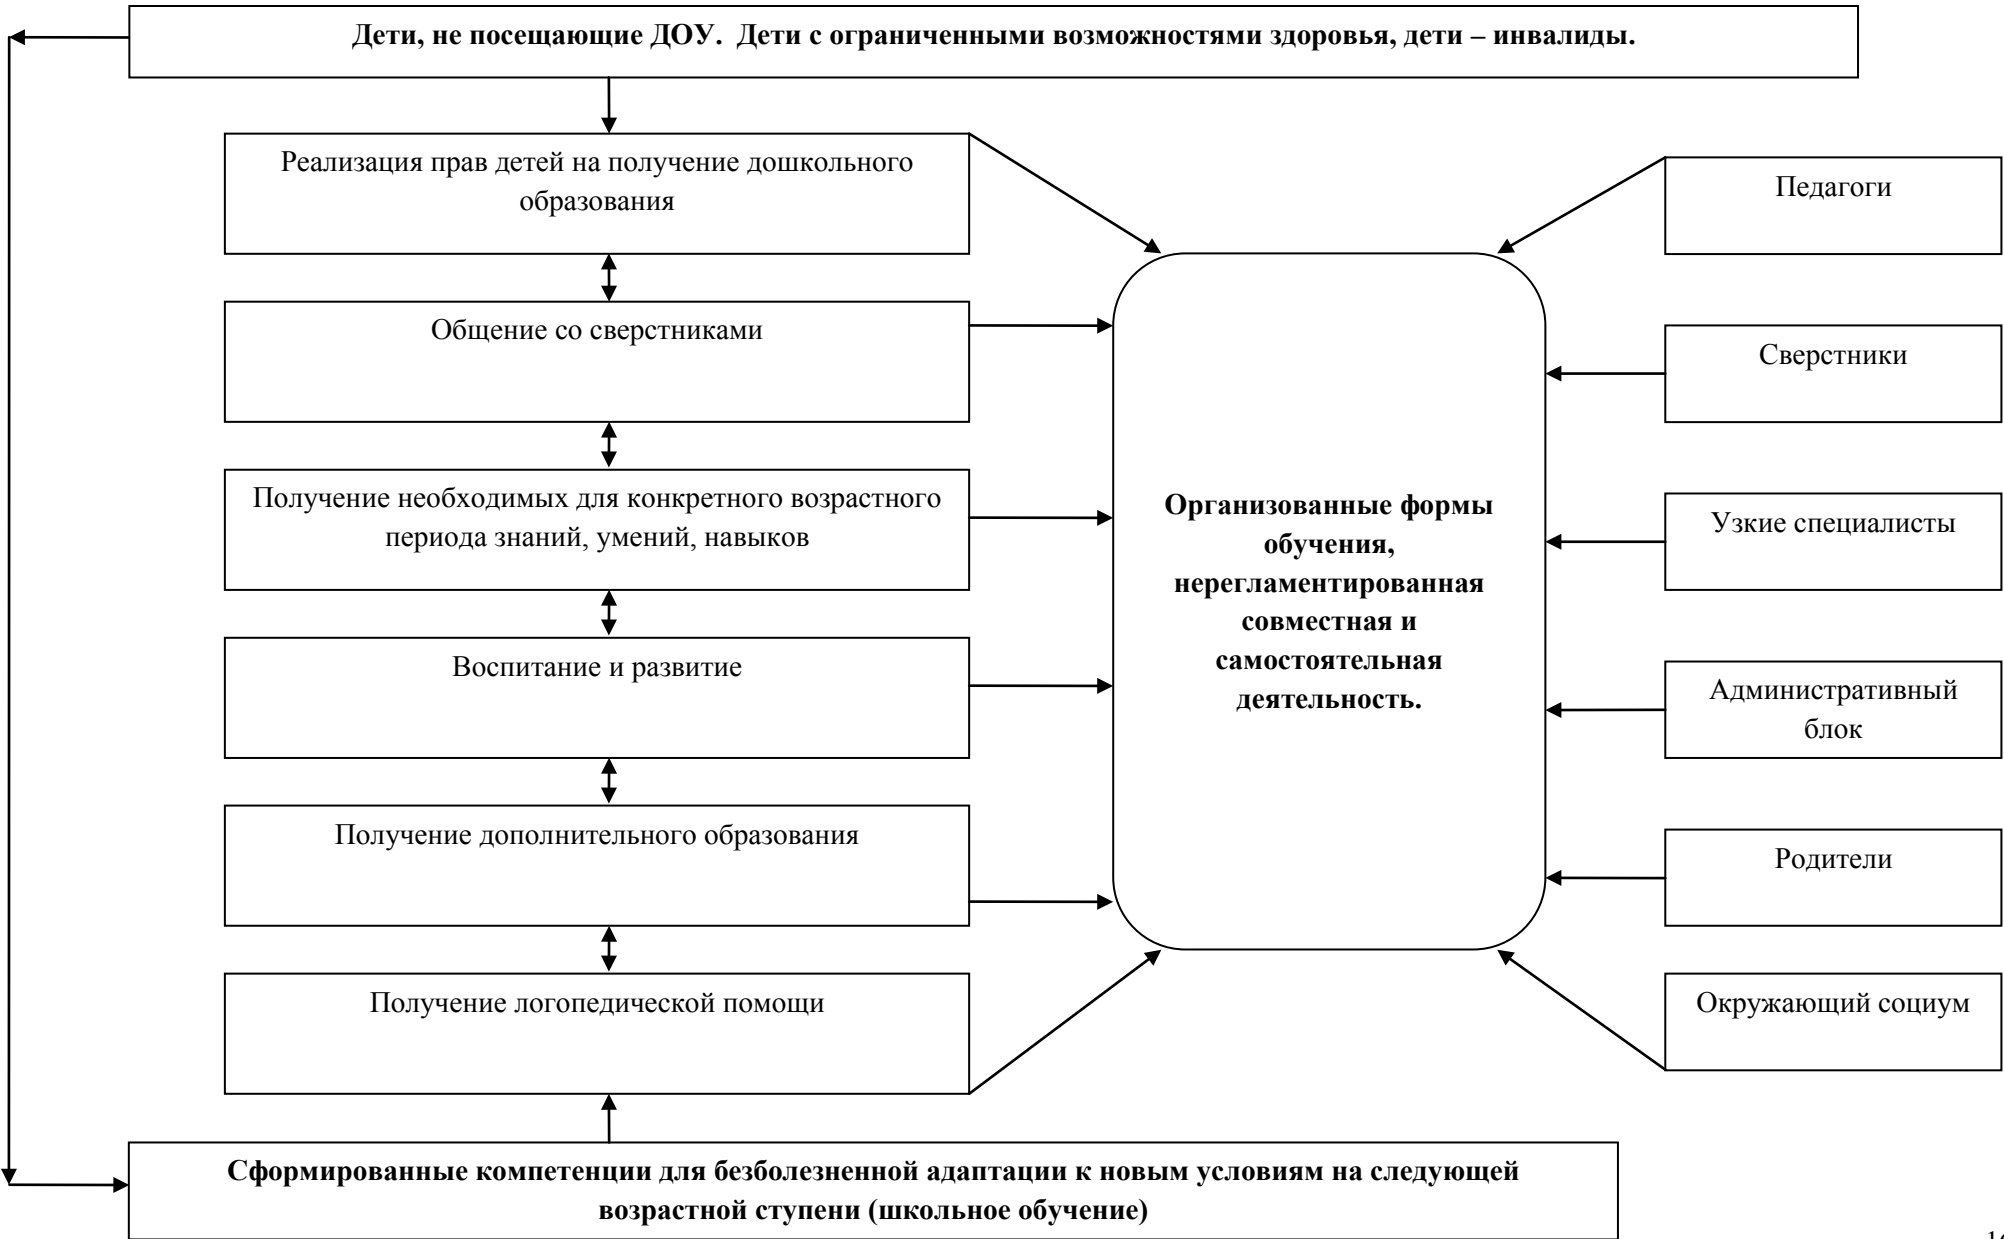 Дети, не посещающие ДОУ.  Дети с ограниченными возможностями здоровья, дети – инвалиды.
Реализация прав детей на получение дошкольного
образования
Общение со сверстниками
Получение необходимых для конкретного возрастного
периода знаний, умений, навыков
Воспитание и развитие
Получение дополнительного образования
Получение логопедической помощи
Организованные формы
обучения,
нерегламентированная
совместная и
самостоятельная
деятельность.
Педагоги
Сверстники
Узкие специалисты
Административный
блок
Родители
Окружающий социум
Сформированные компетенции для безболезненной адаптации к новым условиям на следующей
возрастной ступени (школьное обучение)